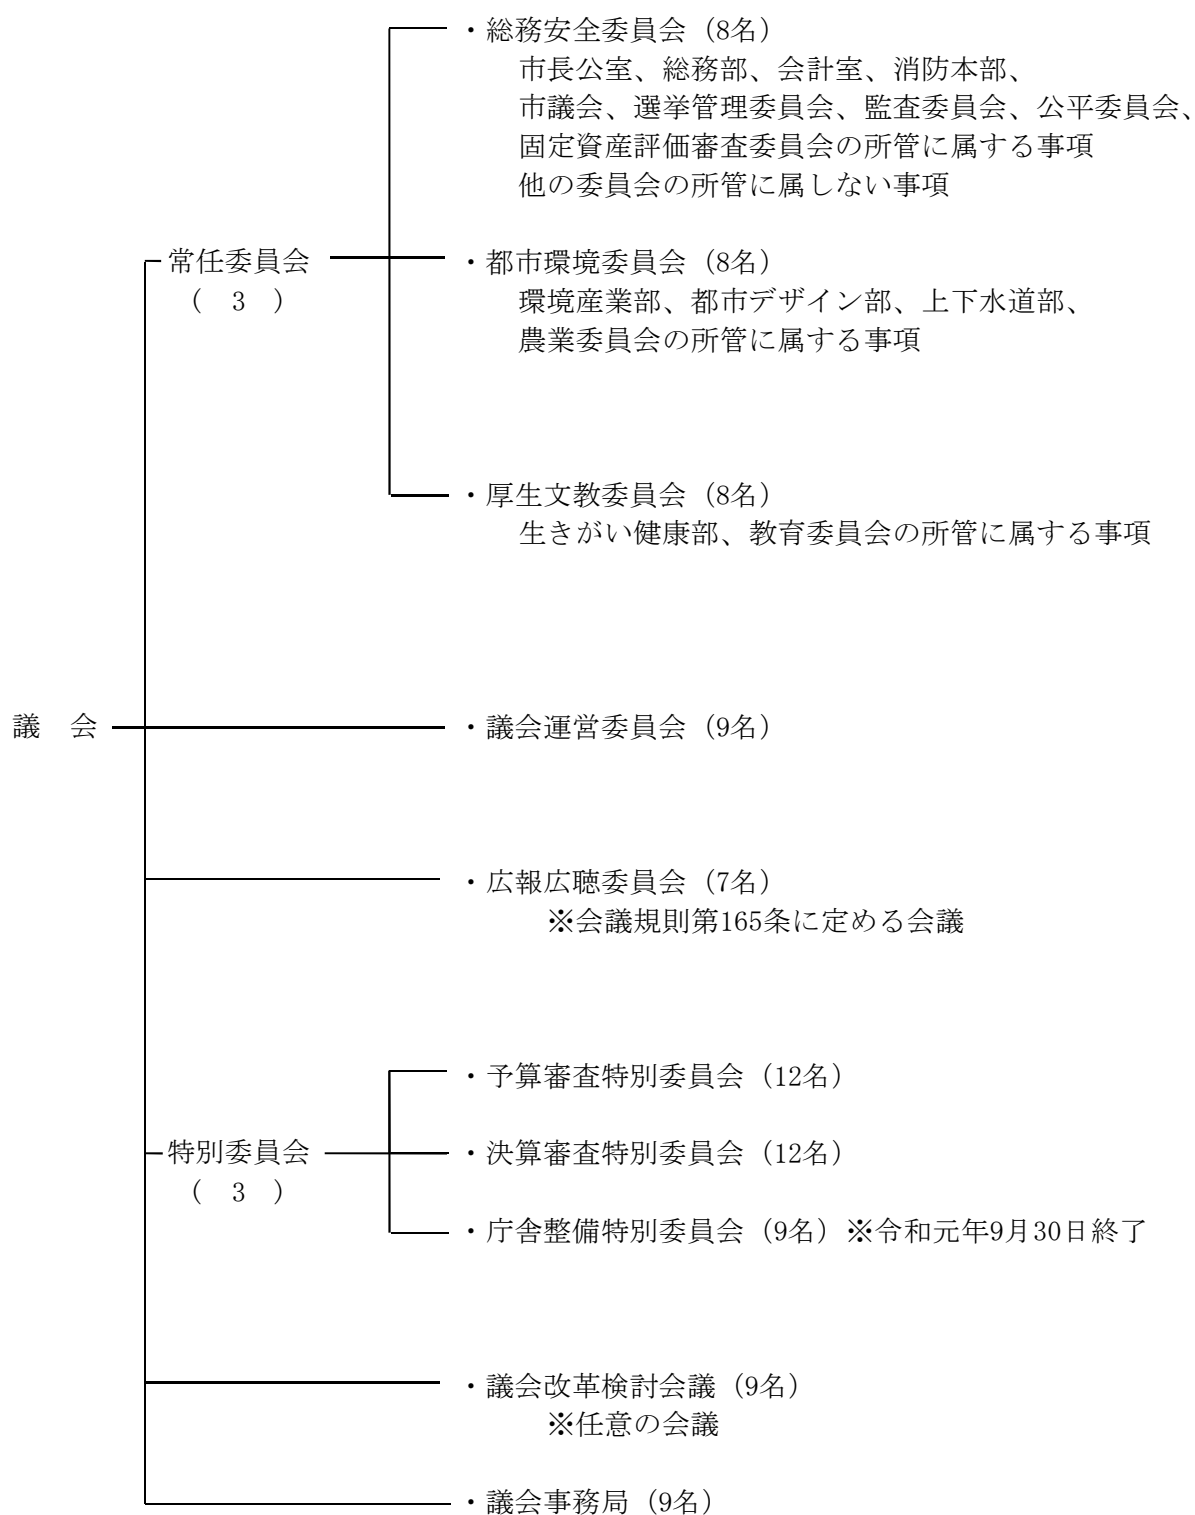 ・総務安全委員会（8名）
市長公室、総務部、会計室、消防本部、
市議会、選挙管理委員会、監査委員会、公平委員会、
固定資産評価審査委員会の所管に属する事項
他の委員会の所管に属しない事項
常任委員会
（　3　）
・都市環境委員会（8名）
環境産業部、都市デザイン部、上下水道部、
農業委員会の所管に属する事項
・厚生文教委員会（8名）
生きがい健康部、教育委員会の所管に属する事項
議　会
・議会運営委員会（9名）
・広報広聴委員会（7名）
※会議規則第165条に定める会議
・予算審査特別委員会（12名）
特別委員会
（　3　）
・決算審査特別委員会（12名）
・庁舎整備特別委員会（9名）※令和元年9月30日終了
・議会改革検討会議（9名）
※任意の会議
・議会事務局（9名）